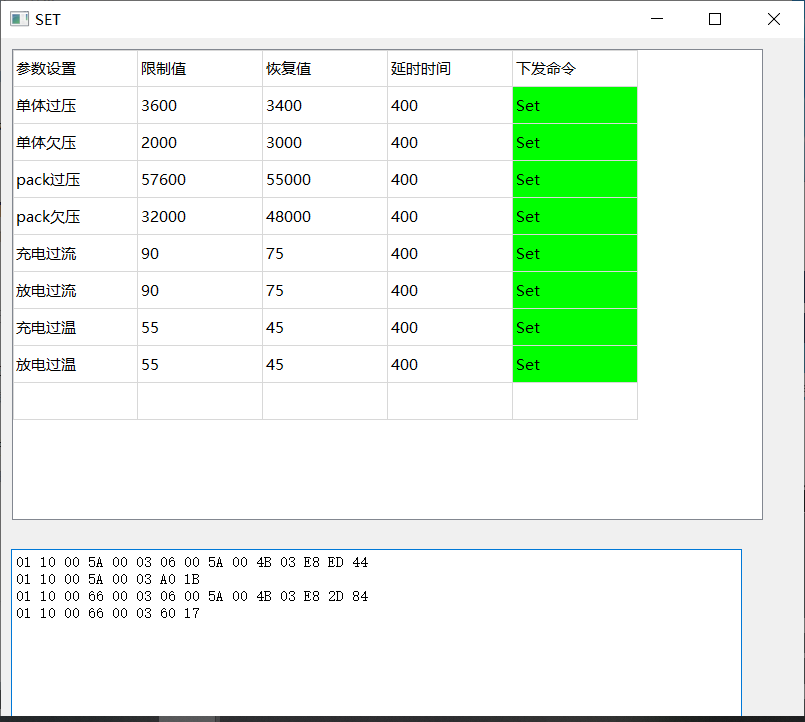 SET
参数设置 限制值 恢复值 延时时间 下发命令
单体过压 3600 3400 400 Set
单体欠压 2000 3000 400 Set
pack过压 57600 55000 400 Set
pack欠压 32000 48000 400 Set
充电过流 90 75 400 Set
放电过流 90 75 400 Set
充电过温 55 45 400 Set
放电过温 55 45 400 Set
01 10 00 5A 00 03 06 00 5A 00 4B 03 E8 ED 44
01 10 00 5A 00 03 A0 1B
01 10 00 66 00 03 06 00 5A 00 4B 03 E8 2D 84
01 10 00 66 00 03 60 17